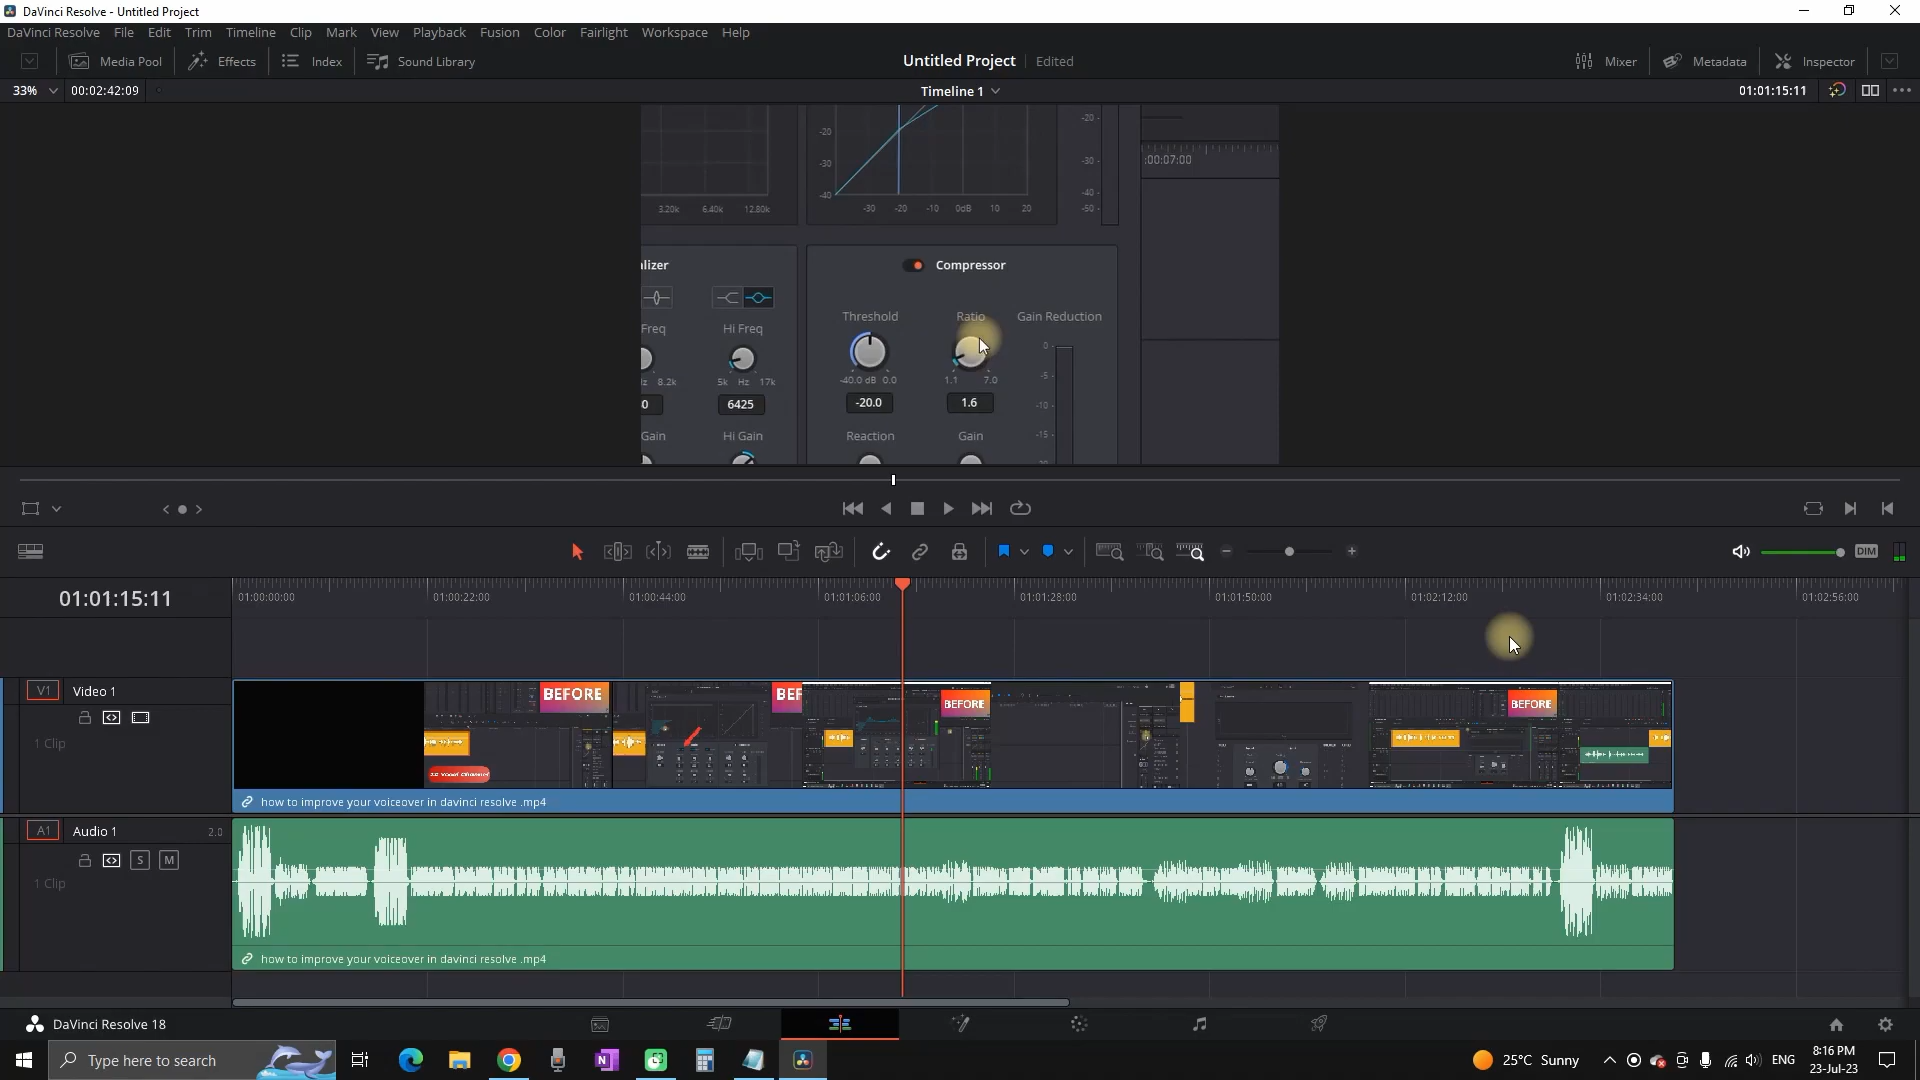 DaVinci Resolve - Untitled Project
DaVinci Resolve File Edit Trim Timeline Clip Mark View Playback Fusion Color Fairlight Workspace Help
Media Pool Effects Index Sound Library Untitled Project Edited Mixer Metadata Inspector
33% 00:02:42:09 Timeline 1 01:01:15:11
-20 -20
-30 -30 :00:07:00
-40 -40
3.20k 6.40k 12.80k -30 -20 -10 0dB 10 20 -50
lizer Compressor
Threshold Ratio Gain Reduction
Freq Hi Freq
0
z 8.2k 5k Hz 17k -40.0 dB 0.0 1.1 7.0 -5
0 6425 -20.0 1.6 -10
Gain Hi Gain Reaction Gain -15
DIM
01:01:15:11 01:00:00:00 01:00:22:00 01:00:44:00 01:01:06:00 01:01:28:00 01:01:50:00 01:02:12:00 01:02:34:00 01:02:56:00
V1 Video 1
1 Clip
BEFORE BEF BEFORE BEFORE
how to improve your voiceover in davinci resolve .mp4
A1 Audio 1 2.0
S M
1 Clip
how to improve your voiceover in davinci resolve .mp4
DaVinci Resolve 18
Type here to search 25°C Sunny ENG 8:16 PM
23-Jul-23